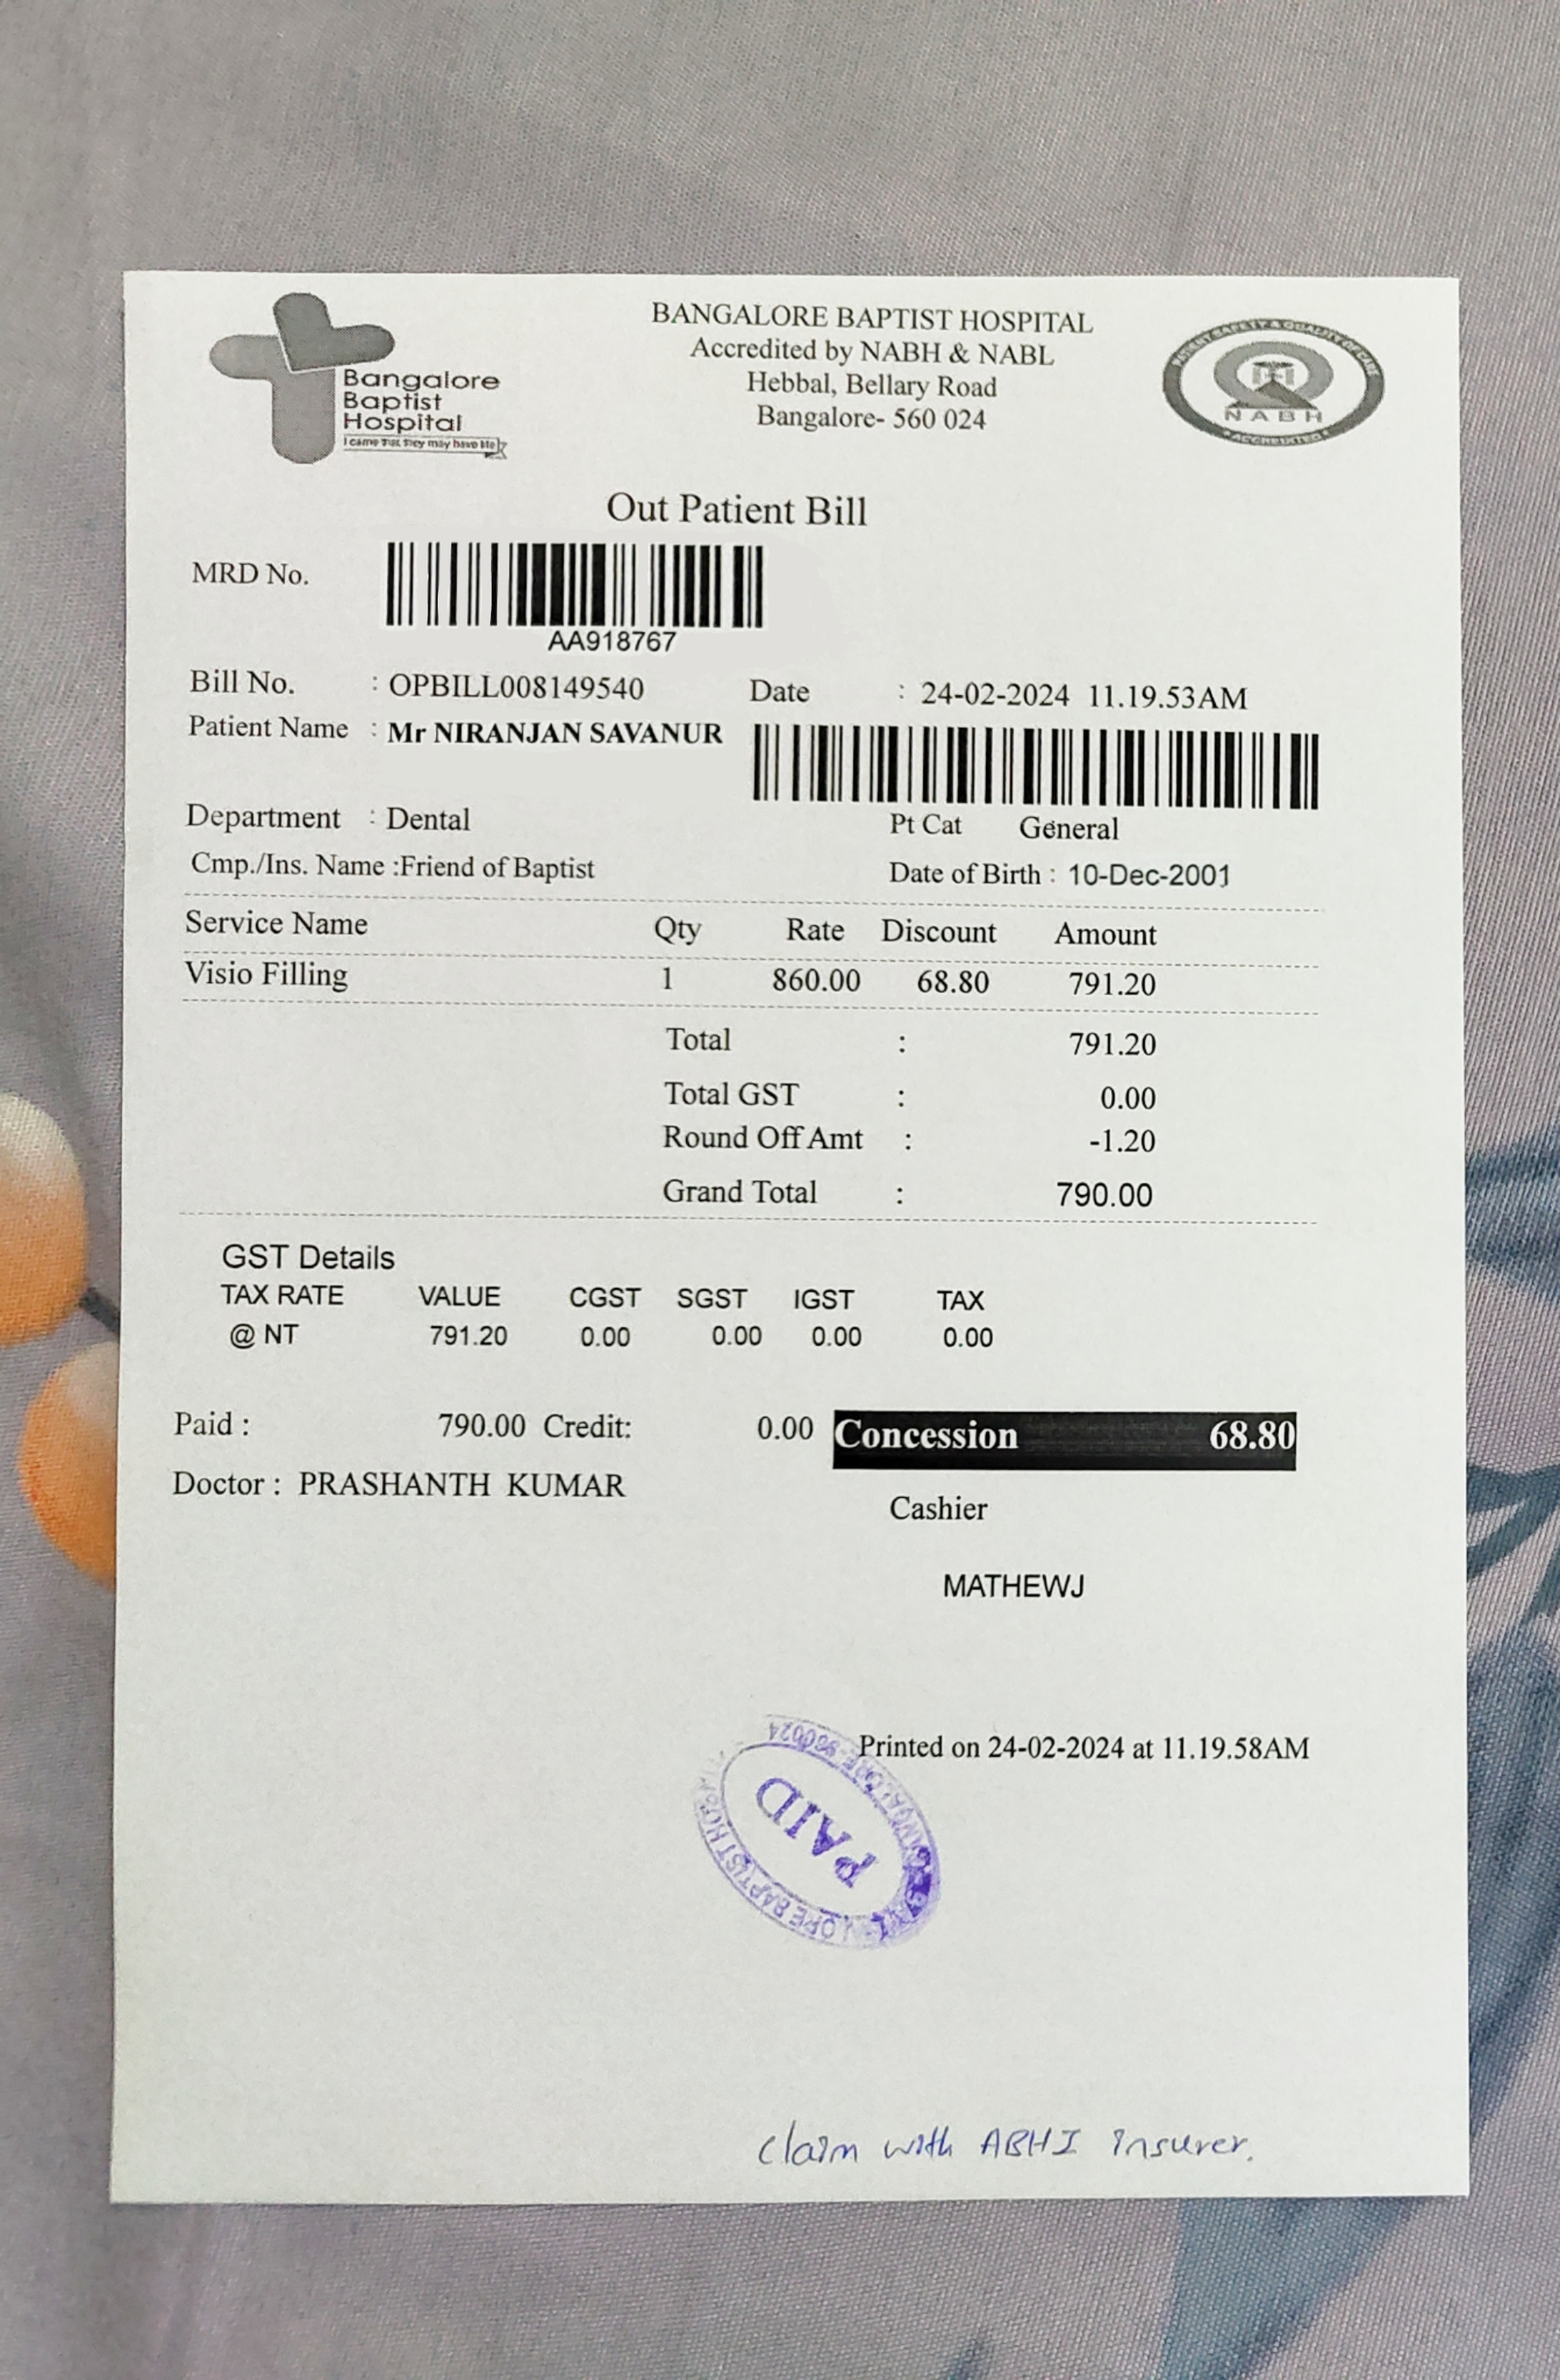 Bangalore
Baptist
Hospital
I came that they may have life
BANGALORE BAPTIST HOSPITAL
Accredited by NABH & NABL
Hebbal, Bellary Road
Bangalore- 560 024
PATIENT SAFETY & QUALITY OF CARE
NABH
ACCREDITED
Out Patient Bill
MRD No.
AA918767
Bill No. : OPBILL008149540 Date : 24-02-2024 11.19.53AM
Patient Name : Mr NIRANJAN SAVANUR
Department : Dental Pt Cat General
Cmp./Ins. Name :Friend of Baptist Date of Birth : 10-Dec-2001
Service Name Qty Rate Discount Amount
Visio Filling 1 860.00 68.80 791.20
Total : 791.20
Total GST : 0.00
Round Off Amt : -1.20
Grand Total : 790.00
GST Details
TAX RATE VALUE CGST SGST IGST TAX
@ NT 791.20 0.00 0.00 0.00 0.00
Paid : 790.00 Credit: 0.00 Concession 68.80
Doctor : PRASHANTH KUMAR
Cashier
MATHEWJ
Printed on 24-02-2024 at 11.19.58AM
PAID
claim with ABHI insurer.